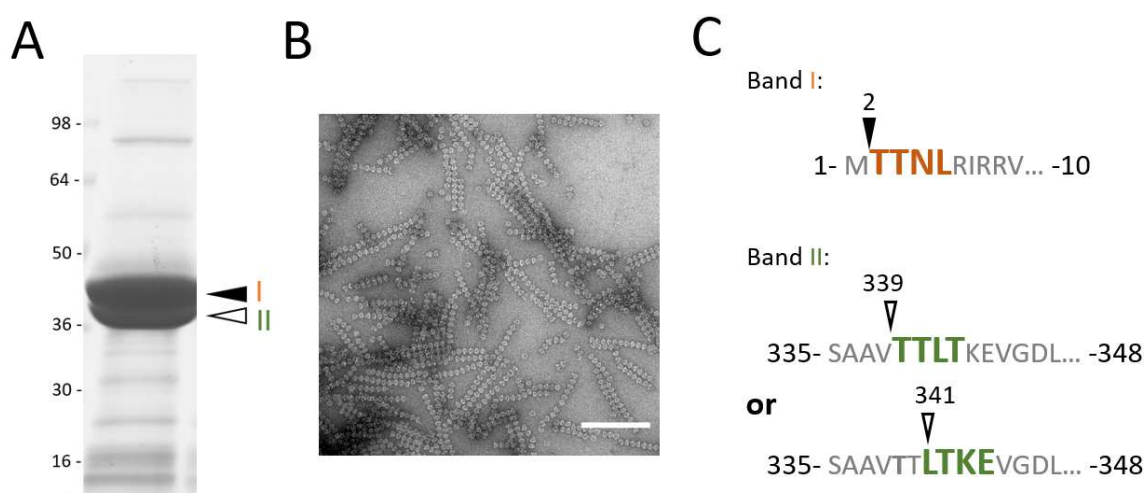 A
98 -
64 -
50 -
36 -
30 -
16 -
I
II
B
C
Band I:
2
1- MTTNLRIRRV... -10
Band II:
339
335- SAAVTTLTKEVGDL... -348
or
341
335- SAAVTTLTKEVGDL... -348